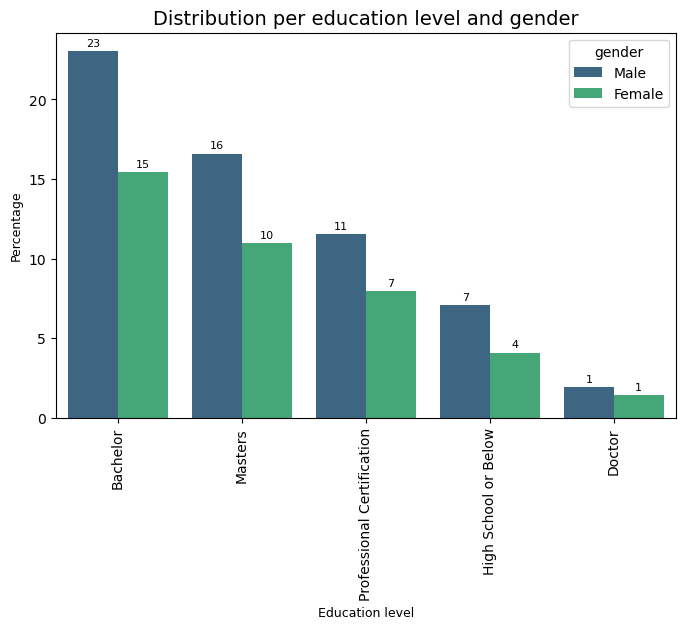 Distribution per education level and gender
gender
Male
Female
Percentage
20
15
10
5
0
23
15
16
10
11
7
7
4
1
1
Bachelor
Masters
Professional Certification
High School or Below
Doctor
Education level